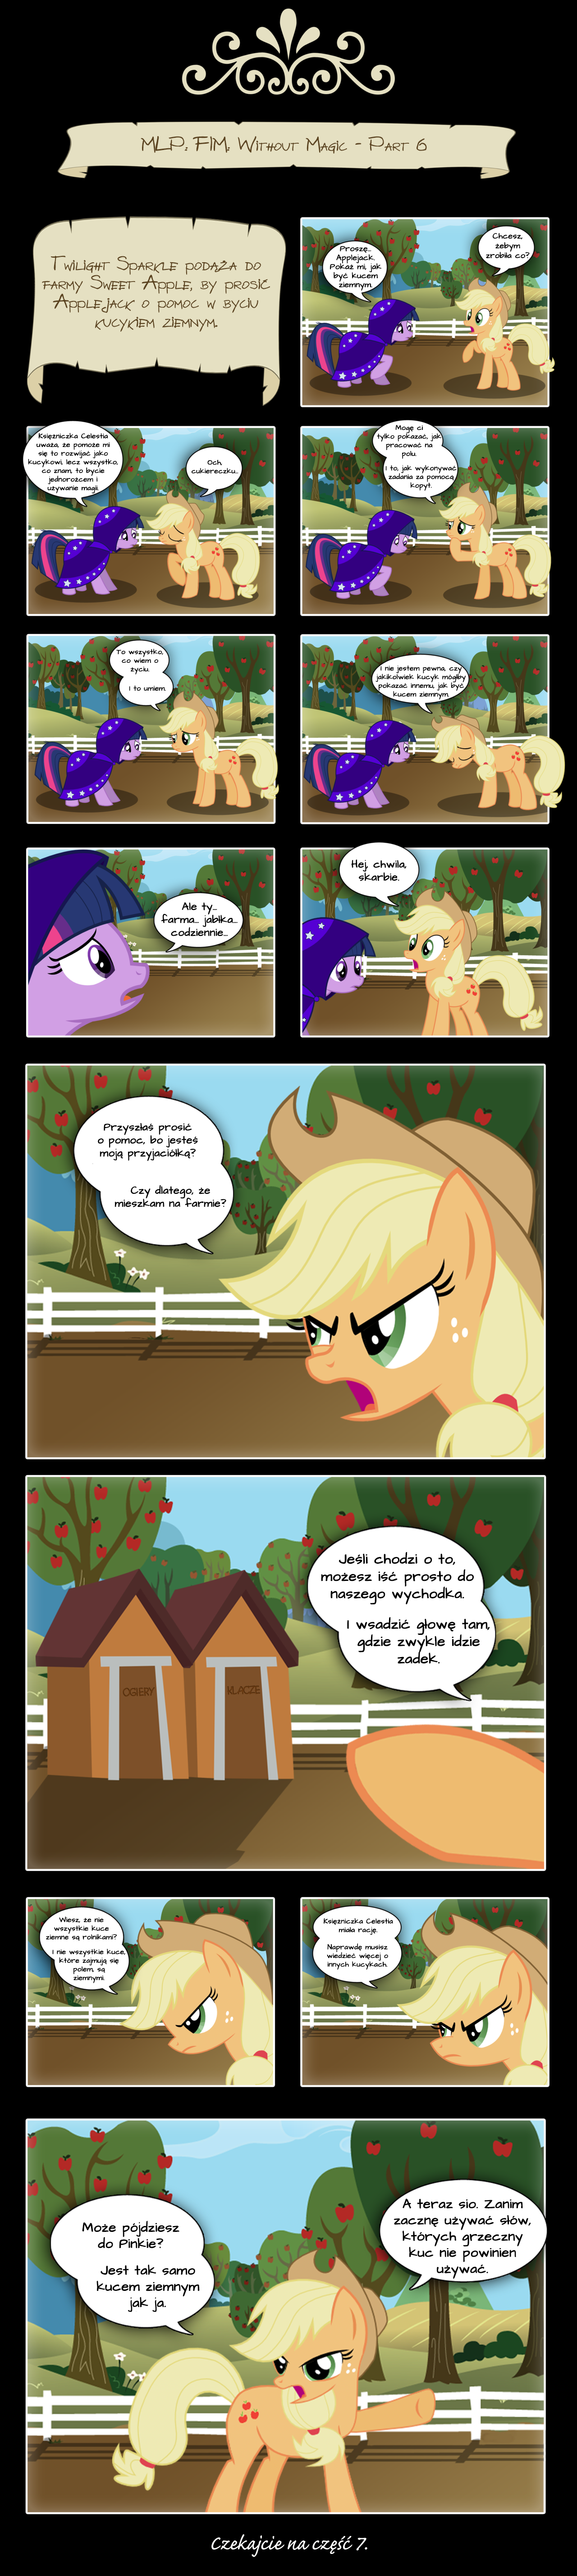 MLP: FIM: Without Magic - Part 6
Twilight Sparkle podąża do
farmy Sweet Apple, by prosić
Applejack o pomoc w byciu
kucykiem ziemnym.
Proszę...
Applejack.
Pokaż mi, jak
być kucem
ziemnym.
Chcesz,
żebym
zrobiła co?
Księżniczka Celestia
uważa, że pomoże mi
się to rozwijać jako
kucykowi, lecz wszystko,
co znam, to bycie
jednorożcem i
używanie magii.
Och,
cukiereczku...
Mogę ci
tylko pokazać, jak
pracować na
polu.
I to, jak wykonywać
zadania za pomocą
kopyt.
To wszystko,
co wiem o
życiu.
I to umiem.
I nie jestem pewna, czy
jakikolwiek kucyk mógłby
pokazać innemu, jak być
kucem ziemnym.
Ale ty...
farma... jabłka...
codziennie...
Hej, chwila,
skarbie.
Przyszłaś prosić
o pomoc, bo jesteś
moją przyjaciółką?
Czy dlatego, że
mieszkam na farmie?
Jeśli chodzi o to,
możesz iść prosto do
naszego wychodka.
I wsadzić głowę tam,
gdzie zwykle idzie
zadek.
OGIERY
KLACZE
Wiesz, że nie
wszystkie kuce
ziemne są rolnikami?
I nie wszystkie kuce,
które zajmują się
polem, są
ziemnymi.
Księżniczka Celestia
miała rację.
Naprawdę musisz
wiedzieć więcej o
innych kucykach.
Może pójdziesz
do Pinkie?
Jest tak samo
kucem ziemnym
jak ja.
A teraz sio. Zanim
zacznę używać słów,
których grzeczny
kuc nie powinien
używać.
Czekajcie na część 7.